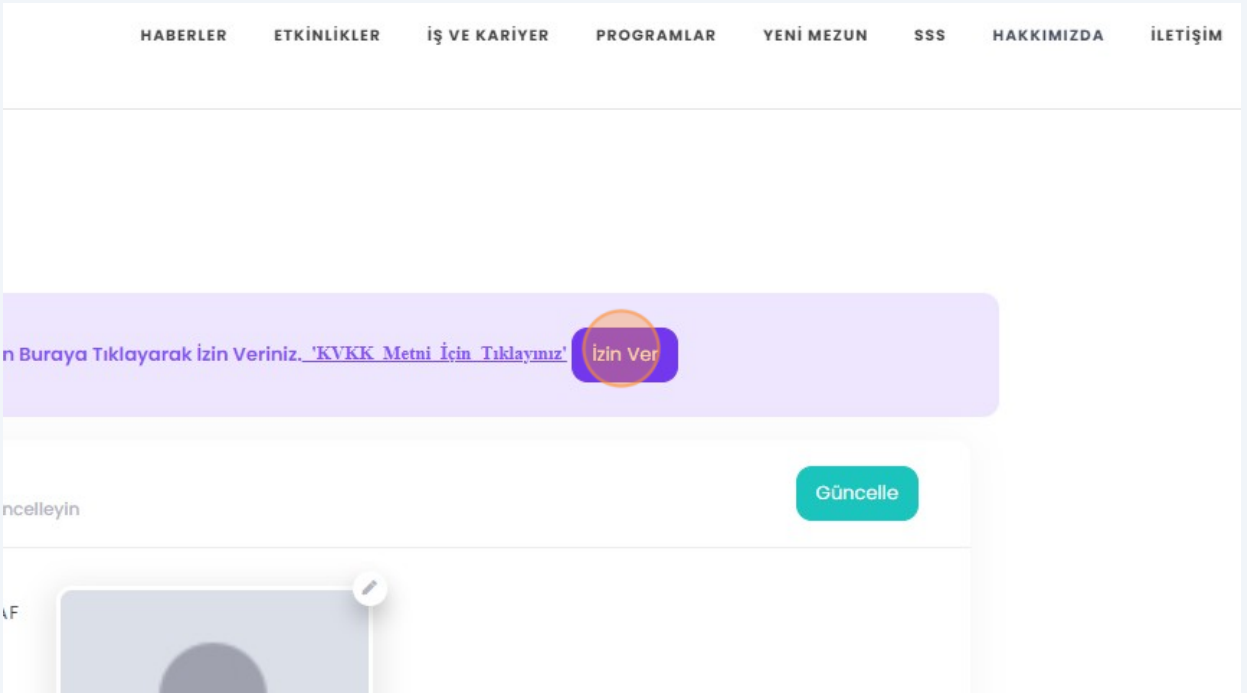 HABERLER ETKİNLİKLER İŞ VE KARİYER PROGRAMLAR YENİ MEZUN SSS HAKKIMIZDA İLETİŞİM
n Buraya Tıklayarak İzin Veriniz. 'KVKK Metni İçin Tıklayınız' İzin Ver
Güncelle
ncelleyin
AF